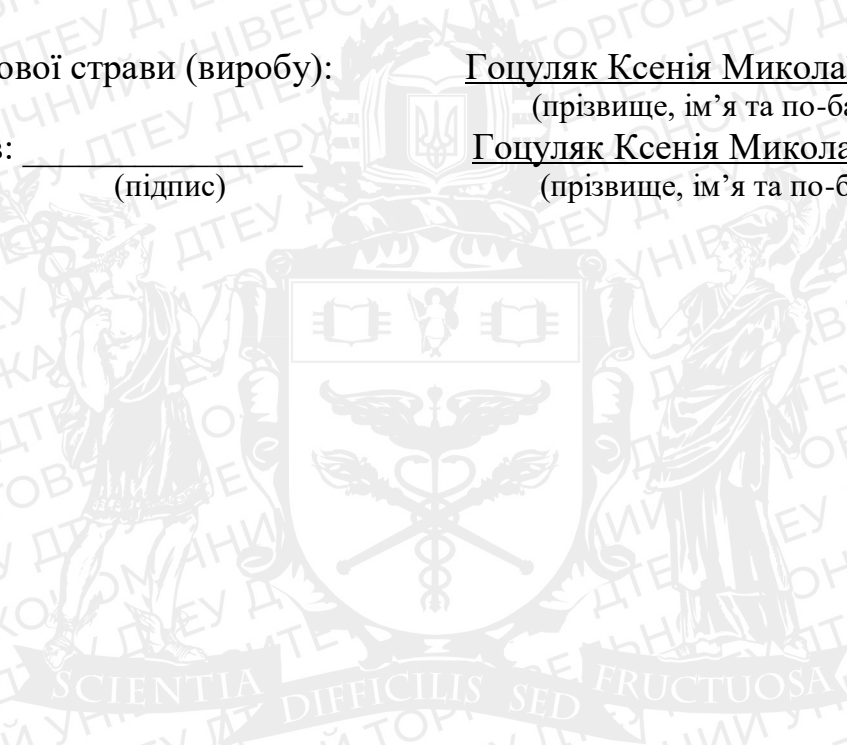 ової страви (виробу): Гоцуляк Ксенія Микола
(прізвище, ім’я та по-ба
в: ________________ Гоцуляк Ксенія Микола
(підпис) (прізвище, ім’я та по-б
SCIENTIA DIFFICILIS SED FRUCTUOSA